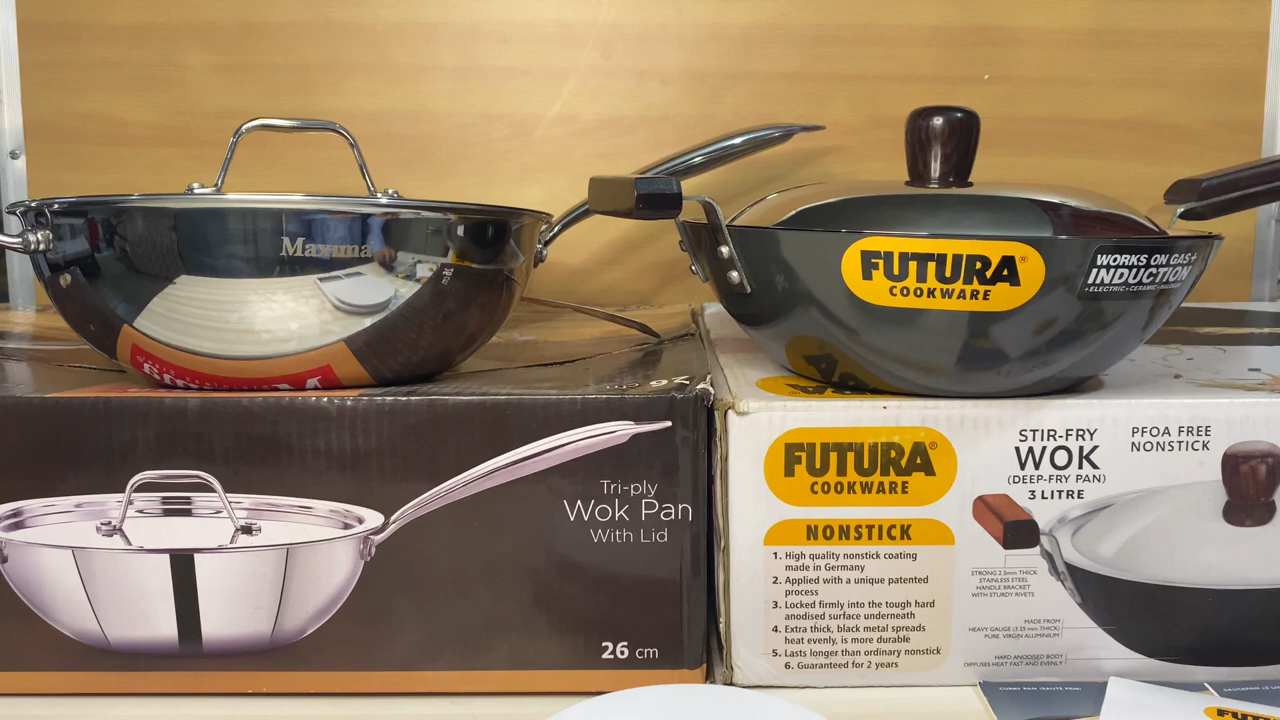 Maxima
FUTURA®
COOKWARE
WORKS ON GAS+
INDUCTION
26 cm
Tri-ply
Wok Pan
With Lid
26 cm
FUTURA®
COOKWARE
NONSTICK
1. High quality nonstick coating
made in Germany
2. Applied with a unique patented
process
3. Locked firmly into the tough hard
anodised surface underneath
4. Extra thick, black metal spreads
heat evenly, is more durable
5. Lasts longer than ordinary nonstick
6. Guaranteed for 2 years
STIR-FRY
WOK
(DEEP-FRY PAN)
3 LITRE
PFOA FREE
NONSTICK
STRONG 2.5mm THICK
STAINLESS STEEL
HANDLE BRACKET
WITH STURDY RIVETS
MADE FROM
HEAVY GAUGE (3.25 mm THICK)
PURE, VIRGIN ALUMINIUM
HARD ANODISED BODY
DIFFUSES HEAT FAST AND EVENLY
CURRY PAN (SAUTÉ PAN)